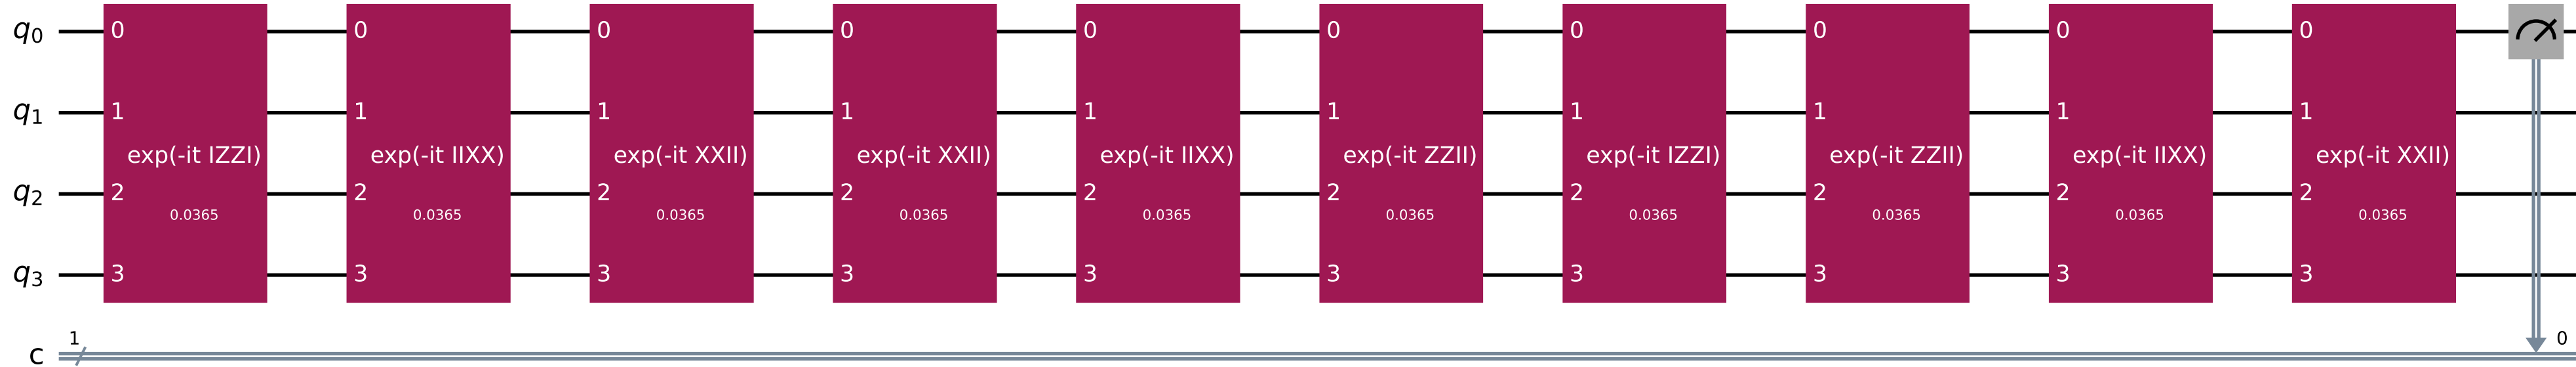 q0 0 0 0 0 0 0 0 0 0 0
q1 1 1 1 1 1 1 1 1 1 1
exp(-it IZZI) exp(-it IIXX) exp(-it XXII) exp(-it XXII) exp(-it IIXX) exp(-it ZZII) exp(-it IZZI) exp(-it ZZII) exp(-it IIXX) exp(-it XXII)
q2 2 2 2 2 2 2 2 2 2 2
0.0365 0.0365 0.0365 0.0365 0.0365 0.0365 0.0365 0.0365 0.0365 0.0365
q3 3 3 3 3 3 3 3 3 3 3
1 0
c